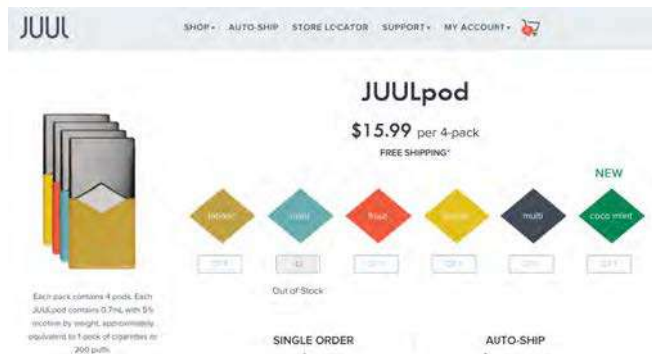 JUUL
SHOP AUTO-SHIP STORE LOCATOR SUPPORT MY ACCOUNT
JUULpod
$15.99 per 4-pack
FREE SHIPPING*
NEW
multi coco mint
Out of Stock
Each pack contains 4 pods. Each
JUULpod contains 0.7mL with 5%
nicotine by weight, approximately
equivalent to 1 pack of cigarettes or
200 puffs
SINGLE ORDER AUTO-SHIP